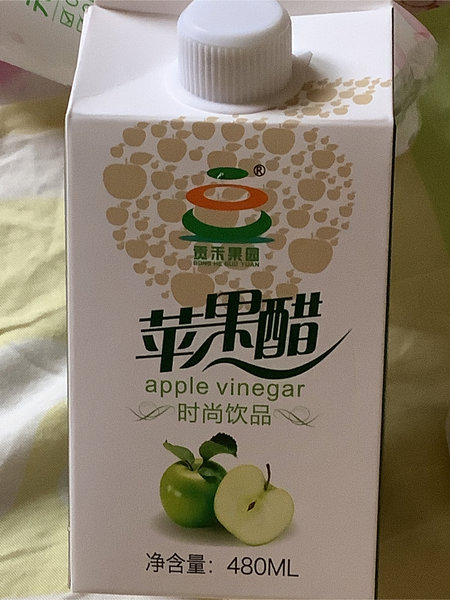 ®
贡禾果园
GONG HE GUO YUAN
苹果醋
apple vinegar
时尚饮品
净含量：480ML